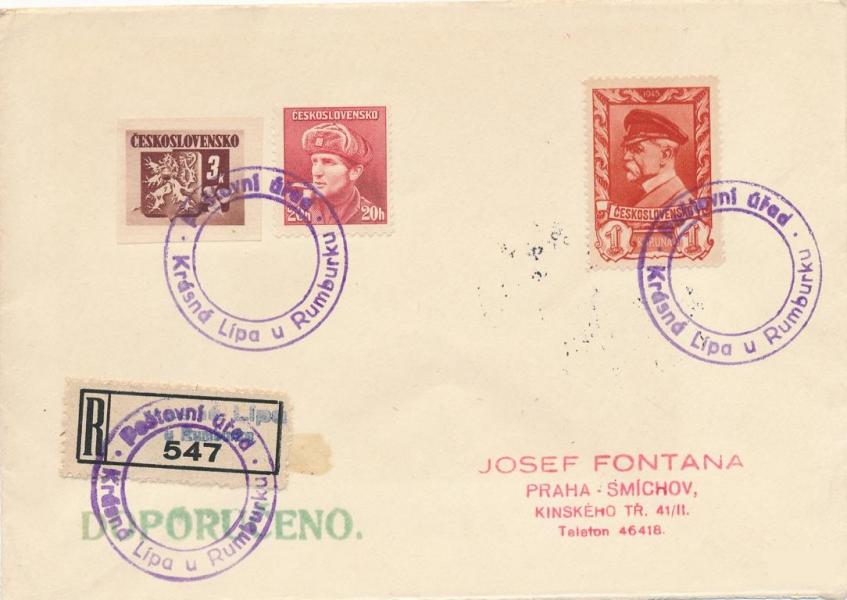 ČESKOSLOVENSKO
3 K
ČESKOSLOVENSKO
20h 20h
1945
ČESKOSLOVENSKO
1 KORUNA 1
Poštovní úřad
Krásná Lípa u Rumburku
Poštovní úřad
Krásná Lípa u Rumburku
R
Lípa
547
Poštovní úřad
Krásná Lípa u Rumburku
DOPORUČENO.
JOSEF FONTANA
PRAHA - SMÍCHOV,
KINSKÉHO TŘ. 41/II.
Telefon 46418.